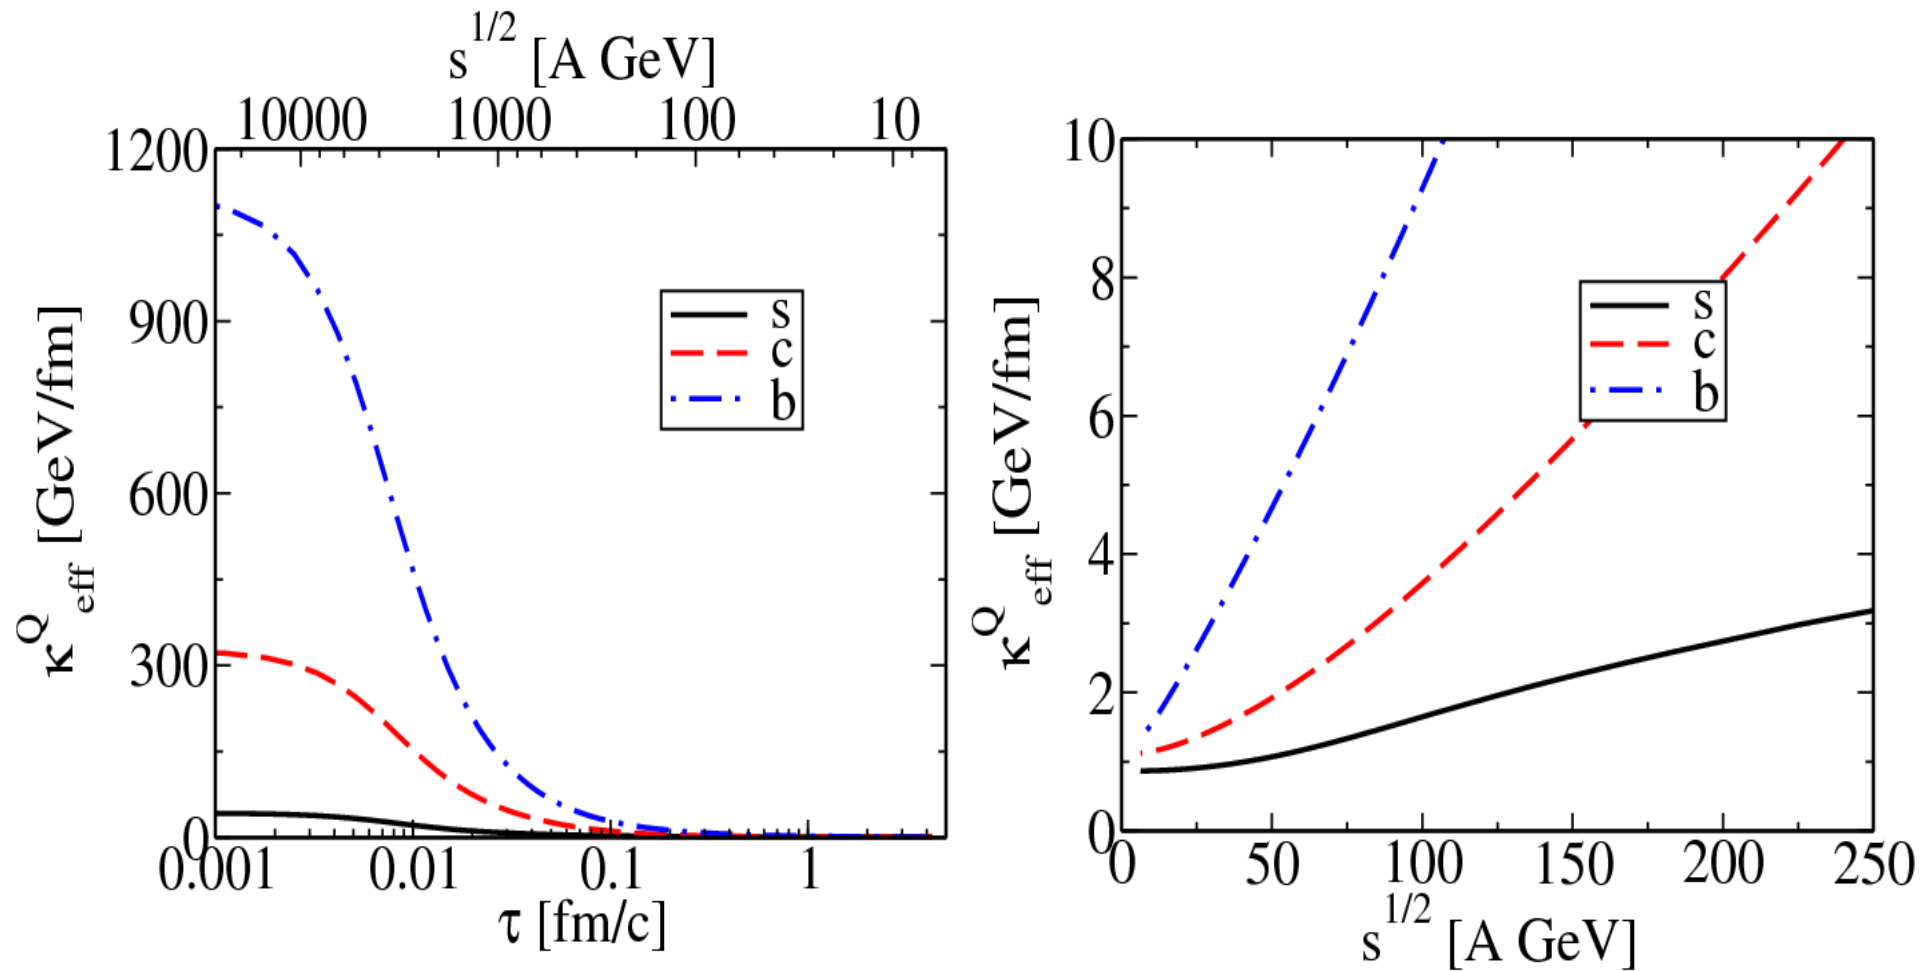 s^1/2 [A GeV]
10000 1000 100 10
1200
900
600
300
0
κ^Q_eff [GeV/fm]
s
c
b
0.001 0.01 0.1 1
τ [fm/c]
10
8
6
4
2
0
κ^Q_eff [GeV/fm]
s
c
b
0 50 100 150 200 250
s^1/2 [A GeV]